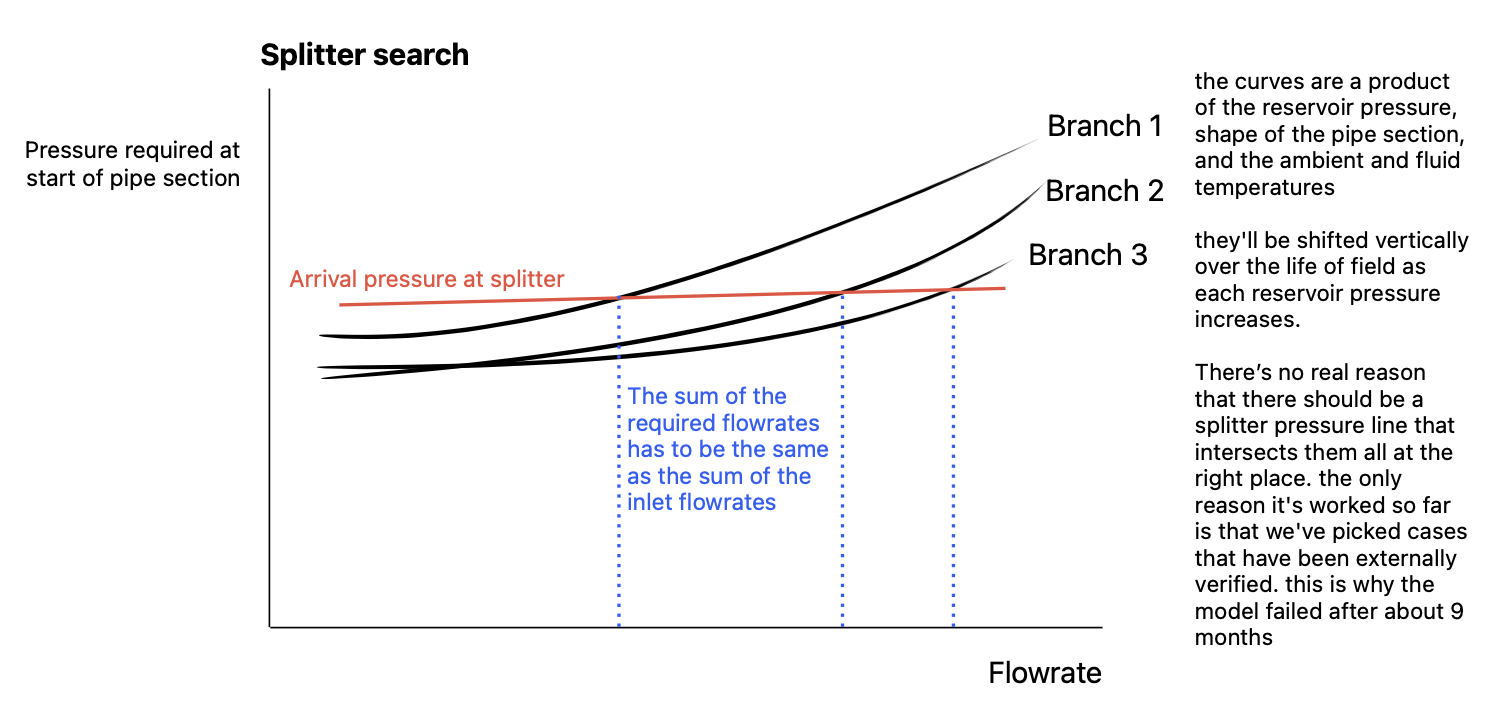 Splitter search
Pressure required at
start of pipe section
Branch 1
Branch 2
Branch 3
Arrival pressure at splitter
The sum of the
required flowrates
has to be the same
as the sum of the
inlet flowrates
Flowrate
the curves are a product
of the reservoir pressure,
shape of the pipe section,
and the ambient and fluid
temperatures
they'll be shifted vertically
over the life of field as
each reservoir pressure
increases.
There’s no real reason
that there should be a
splitter pressure line that
intersects them all at the
right place. the only
reason it's worked so far
is that we've picked cases
that have been externally
verified. this is why the
model failed after about 9
months